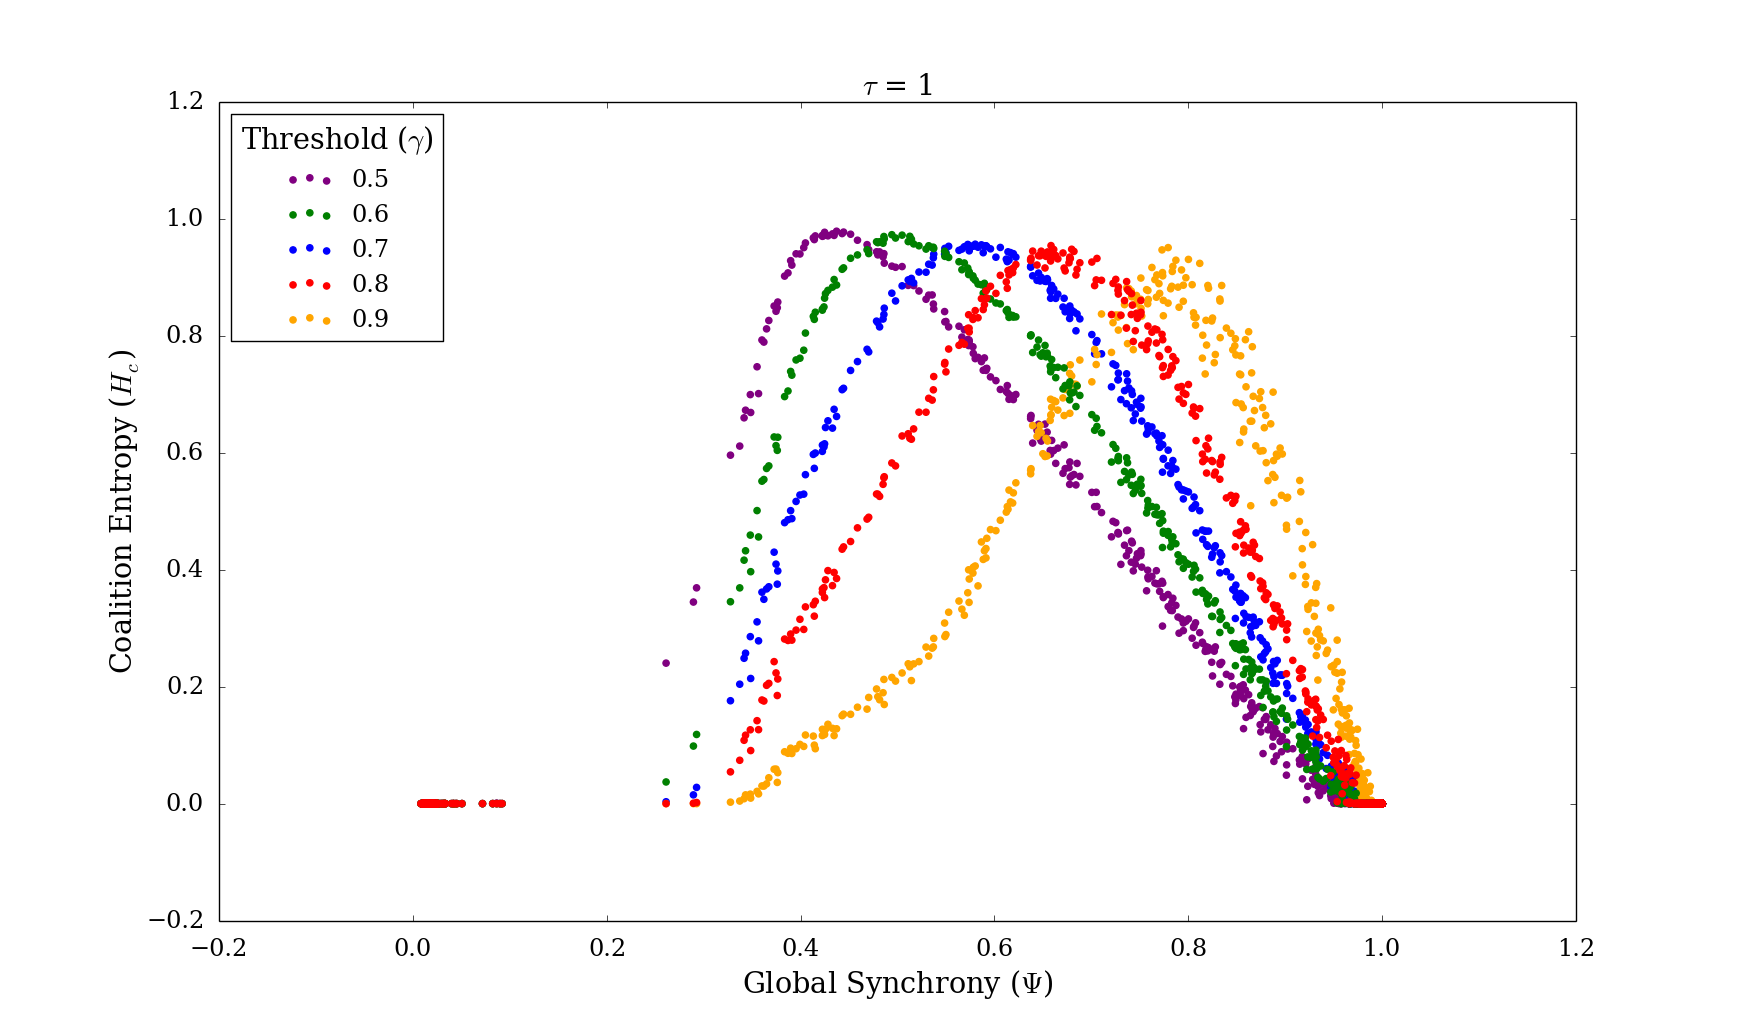 τ = 1
Threshold (γ)
0.5
0.6
0.7
0.8
0.9
1.2
1.0
0.8
0.6
0.4
0.2
0.0
−0.2
Coalition Entropy (H_c)
−0.2 0.0 0.2 0.4 0.6 0.8 1.0 1.2
Global Synchrony (Ψ)